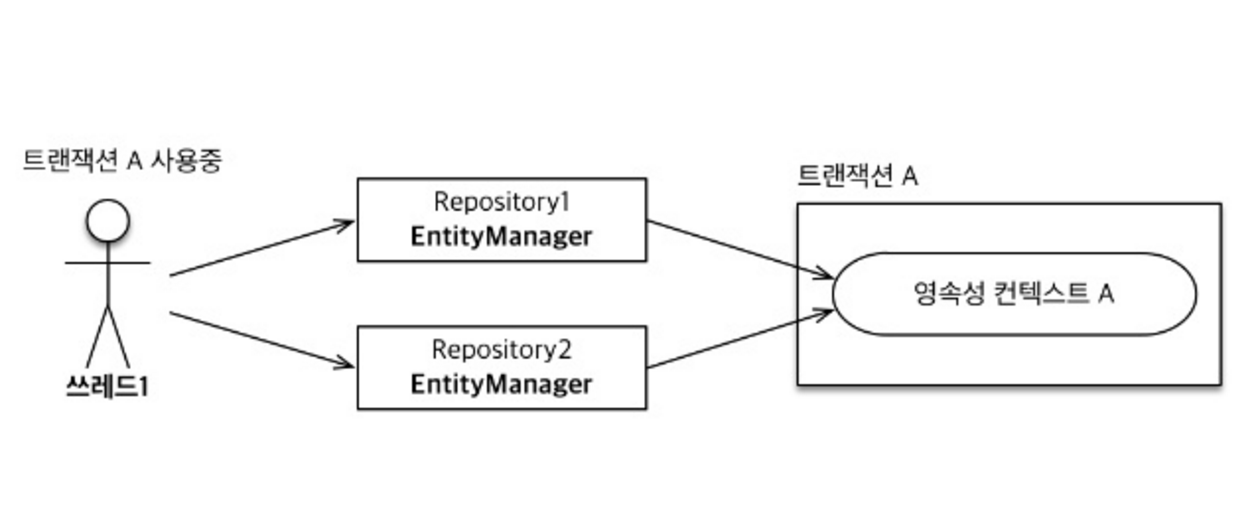 트랜잭션 A 사용중
쓰레드1
Repository1
EntityManager
Repository2
EntityManager
트랜잭션 A
영속성 컨텍스트 A